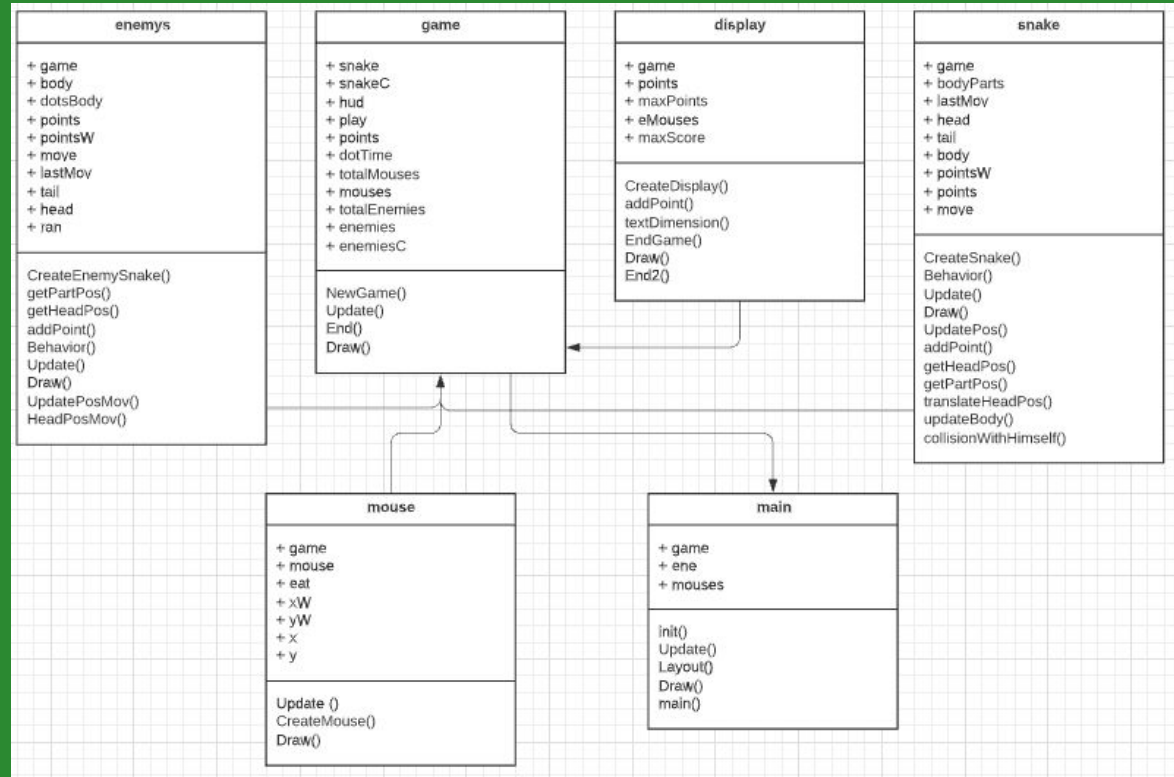 enemys
+ game
+ body
+ dotsBody
+ points
+ pointsW
+ move
+ lastMov
+ tail
+ head
+ ran
CreateEnemySnake()
getPartPos()
getHeadPos()
addPoint()
Behavior()
Update()
Draw()
UpdatePosMov()
HeadPosMov()
game
+ snake
+ snakeC
+ hud
+ play
+ points
+ dotTime
+ totalMouses
+ mouses
+ totalEnemies
+ enemies
+ enemiesC
NewGame()
Update()
End()
Draw()
display
+ game
+ points
+ maxPoints
+ eMouses
+ maxScore
CreateDisplay()
addPoint()
textDimension()
EndGame()
Draw()
End2()
snake
+ game
+ bodyParts
+ lastMov
+ head
+ tail
+ body
+ pointsW
+ points
+ move
CreateSnake()
Behavior()
Update()
Draw()
UpdatePos()
addPoint()
getHeadPos()
getPartPos()
translateHeadPos()
updateBody()
collisionWithHimself()
mouse
+ game
+ mouse
+ eat
+ xW
+ yW
+ x
+ y
Update ()
CreateMouse()
Draw()
main
+ game
+ ene
+ mouses
init()
Update()
Layout()
Draw()
main()